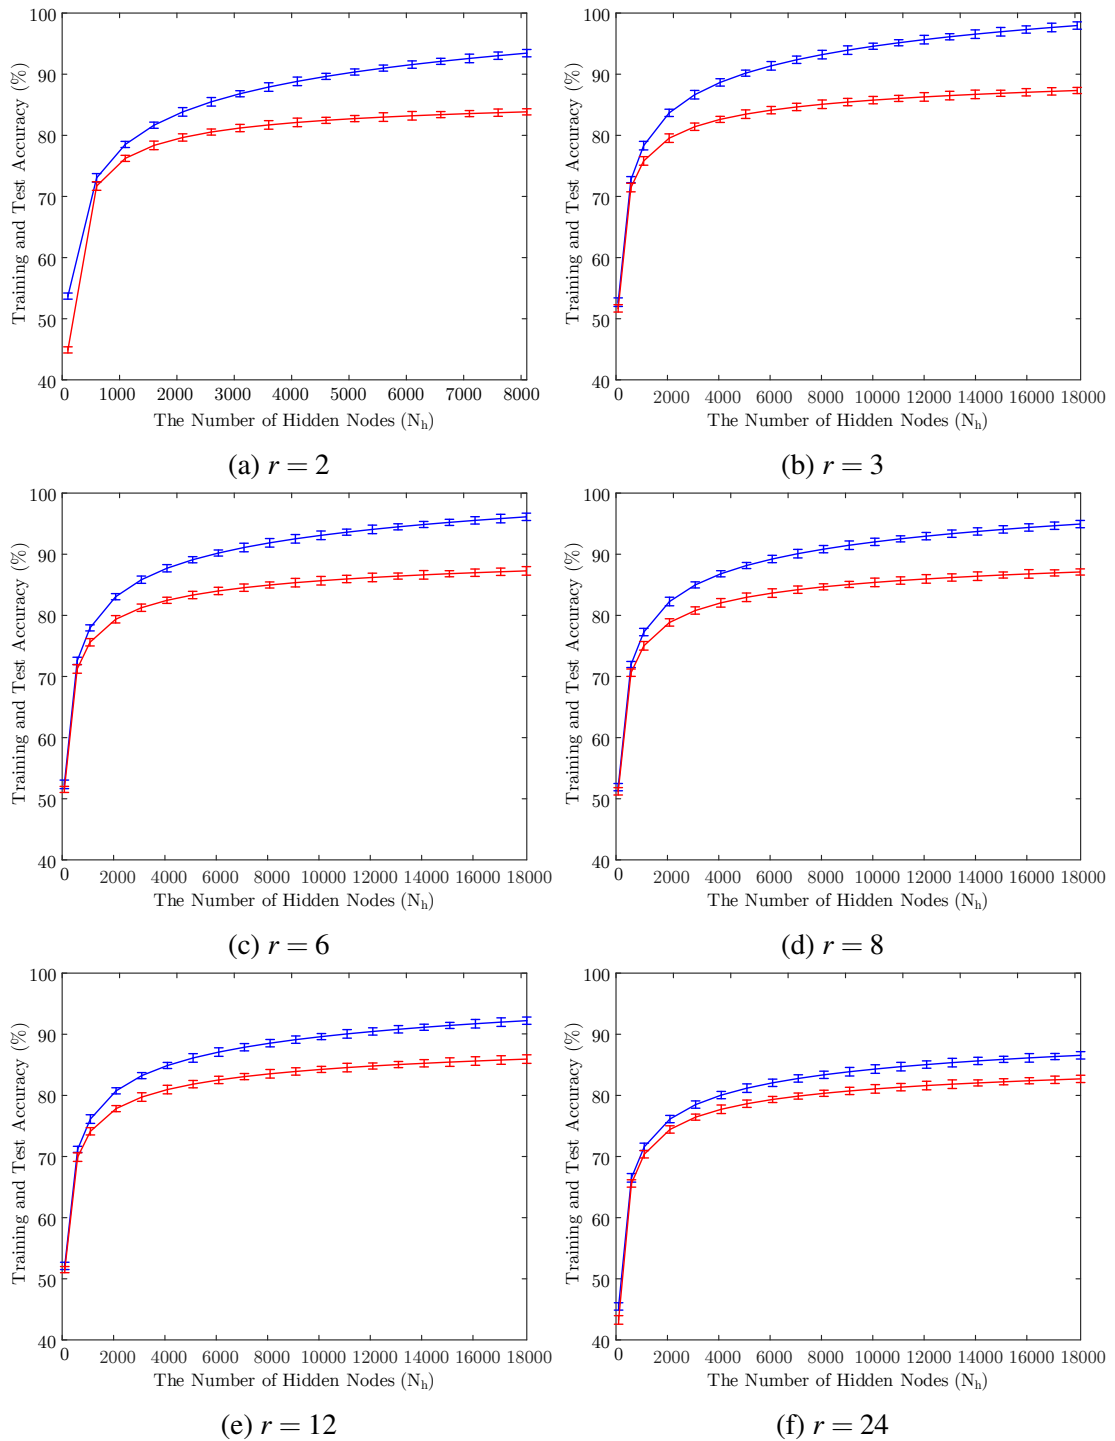 100
90
80
70
60
50
40
Training and Test Accuracy (%)
0 1000 2000 3000 4000 5000 6000 7000 8000
The Number of Hidden Nodes (Nₕ)
(a) r = 2
100
90
80
70
60
50
40
Training and Test Accuracy (%)
0 2000 4000 6000 8000 10000 12000 14000 16000 18000
The Number of Hidden Nodes (Nₕ)
(b) r = 3
100
90
80
70
60
50
40
Training and Test Accuracy (%)
0 2000 4000 6000 8000 10000 12000 14000 16000 18000
The Number of Hidden Nodes (Nₕ)
(c) r = 6
100
90
80
70
60
50
40
Training and Test Accuracy (%)
0 2000 4000 6000 8000 10000 12000 14000 16000 18000
The Number of Hidden Nodes (Nₕ)
(d) r = 8
100
90
80
70
60
50
40
Training and Test Accuracy (%)
0 2000 4000 6000 8000 10000 12000 14000 16000 18000
The Number of Hidden Nodes (Nₕ)
(e) r = 12
100
90
80
70
60
50
40
Training and Test Accuracy (%)
0 2000 4000 6000 8000 10000 12000 14000 16000 18000
The Number of Hidden Nodes (Nₕ)
(f) r = 24